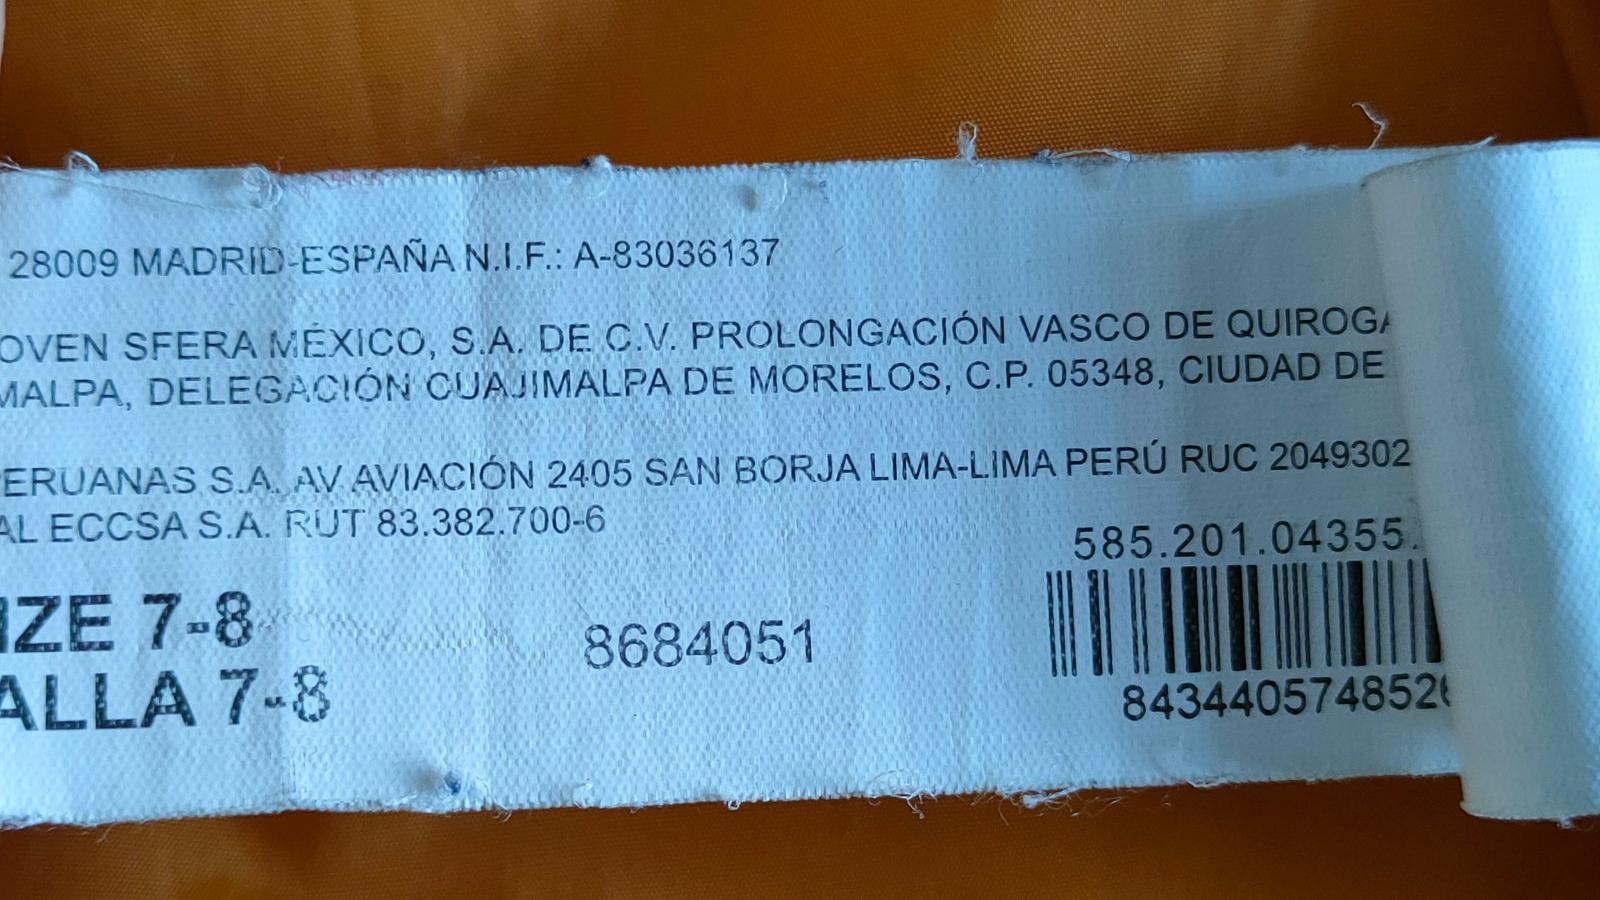 28009 MADRID-ESPAÑA N.I.F.: A-83036137
OVEN SFERA MÉXICO, S.A. DE C.V. PROLONGACIÓN VASCO DE QUIROGA
MALPA, DELEGACIÓN CUAJIMALPA DE MORELOS, C.P. 05348, CIUDAD DE
ERUANAS S.A. AV AVIACIÓN 2405 SAN BORJA LIMA-LIMA PERÚ RUC 2049302
AL ECCSA S.A. RUT 83.382.700-6
585.201.04355.
IZE 7-8
8684051
ALLA 7-8
843440574852